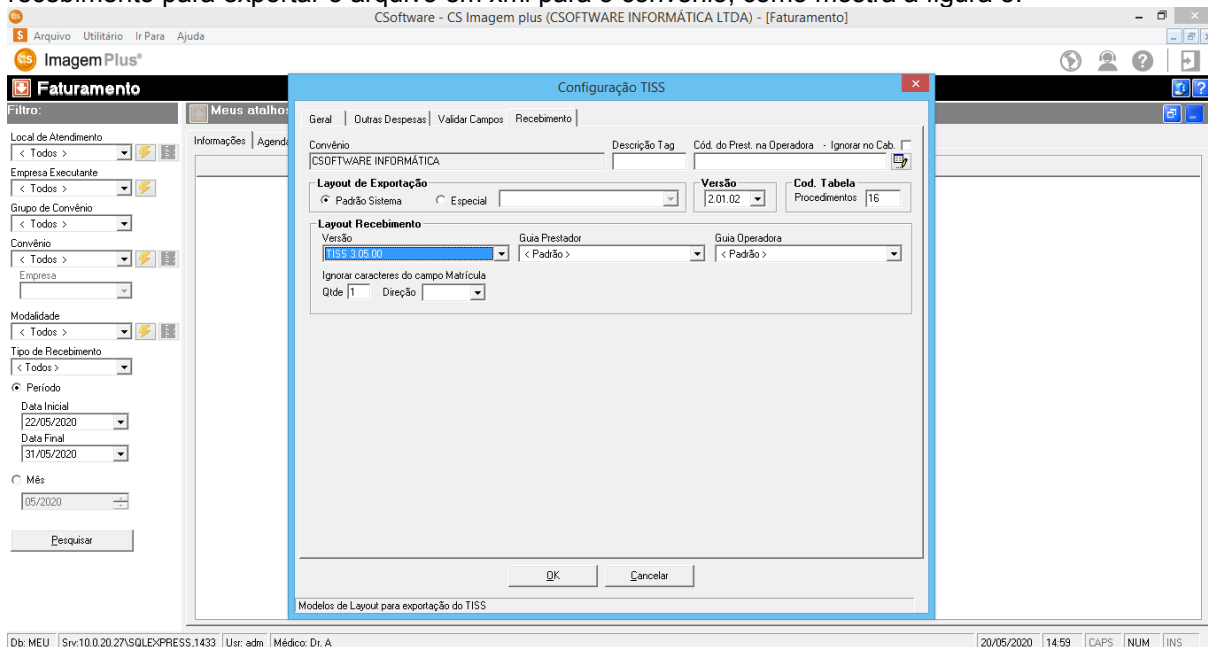 recebimento para exportar o arquivo em xml para o convênio, como mostra a figura 5.
CSoftware - CS Imagem plus (CSOFTWARE INFORMÁTICA LTDA) - [Faturamento]
Arquivo Utilitário Ir Para Ajuda
ImagemPlus®
Faturamento
Configuração TISS
Filtro:
Meus atalhos
Geral Outras Despesas Validar Campos Recebimento
Local de Atendimento
Informações Agenda
Convênio Descrição Tag Cód. do Prest. na Operadora - Ignorar no Cab.
< Todos >
CSOFTWARE INFORMÁTICA
Empresa Executante
< Todos >
Layout de Exportação Versão Cod. Tabela
Padrão Sistema Especial 2.01.02 Procedimentos 16
Grupo de Convênio
< Todos >
Layout Recebimento
Versão Guia Prestador Guia Operadora
Convênio
TISS 3.05.00 < Padrão > < Padrão >
< Todos >
Empresa
Ignorar caracteres do campo Matrícula
Qtde 1 Direção
Modalidade
< Todos >
Tipo de Recebimento
< Todos >
Período
Data Inicial
22/05/2020
Data Final
31/05/2020
Mês
05/2020
Pesquisar
OK Cancelar
Modelos de Layout para exportação do TISS
Db: MEU Srv:10.0.20.27\SQLEXPRESS,1433 Usr: adm Médico: Dr. A 20/05/2020 14:59 CAPS NUM INS